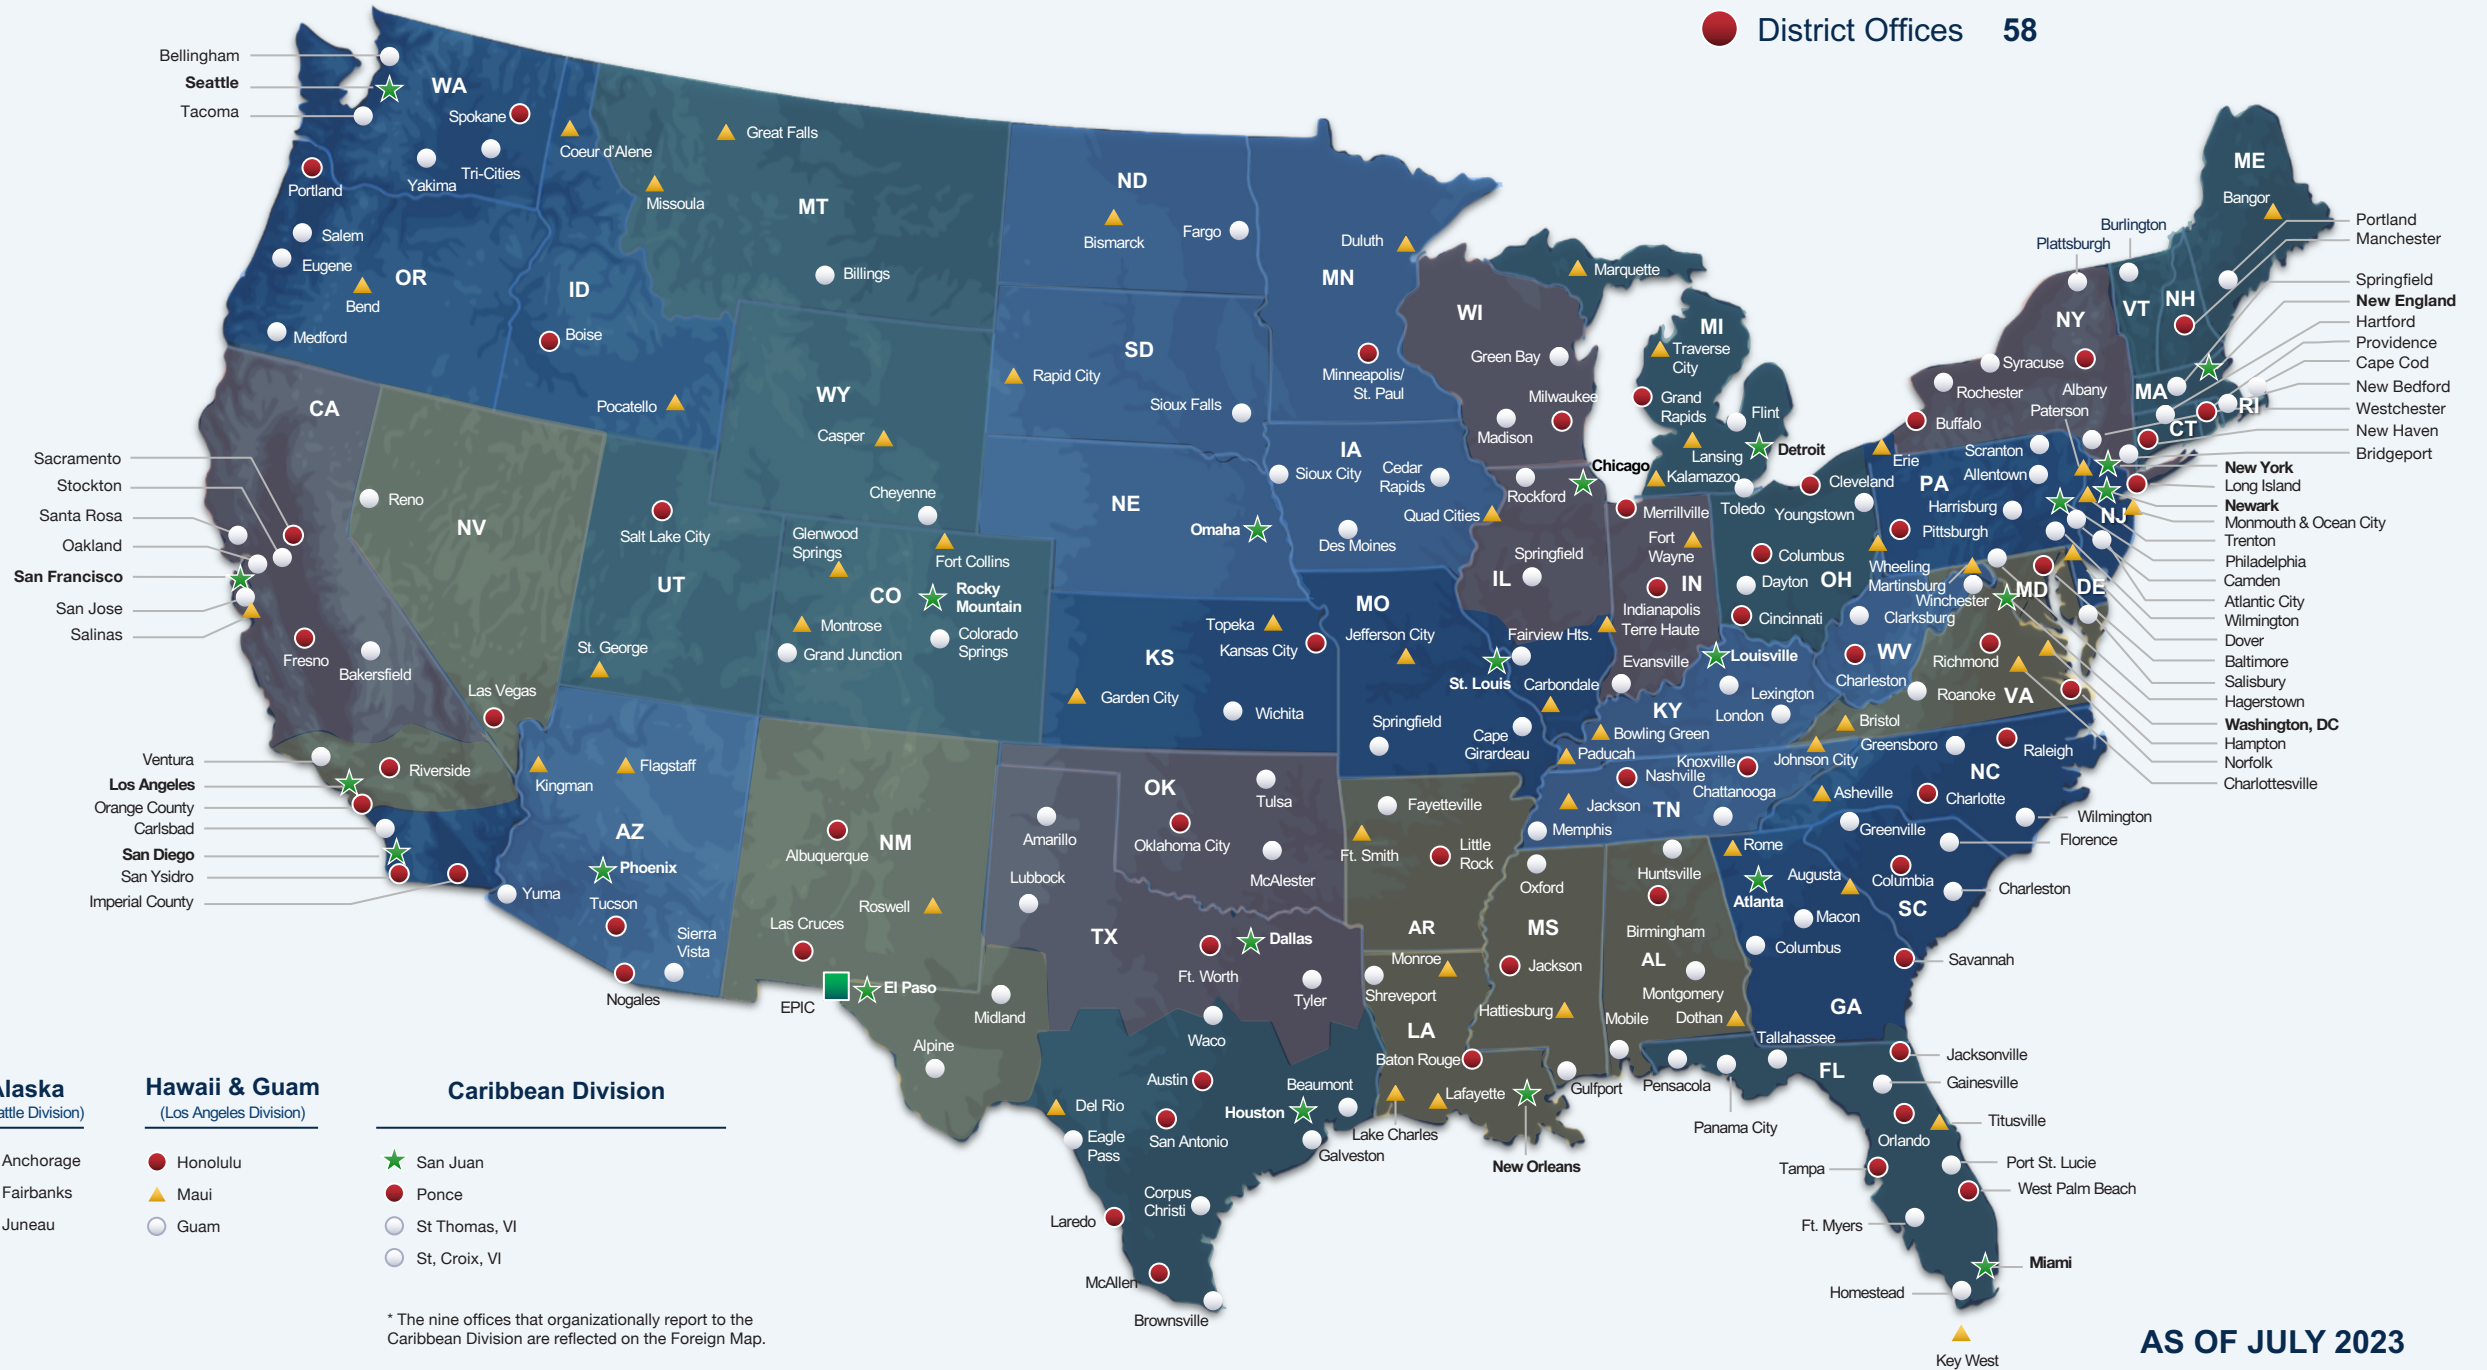 District Offices 58
Bellingham
Seattle
Tacoma
WA
Spokane
Yakima
Tri-Cities
Coeur d'Alene
Great Falls
Missoula
MT
Billings
Portland
Salem
Eugene
OR
Bend
Medford
ID
Boise
Pocatello
ND
Bismarck
Fargo
SD
Rapid City
Sioux Falls
Duluth
MN
Minneapolis/
St. Paul
WI
Green Bay
Milwaukee
Madison
Marquette
MI
Traverse
City
Grand
Rapids
Flint
Lansing
Detroit
Kalamazoo
WY
Casper
Cheyenne
NE
Omaha
IA
Sioux City
Cedar
Rapids
Quad Cities
Des Moines
Chicago
Rockford
Springfield
IL
Fairview Hts.
Carbondale
Merrillville
Fort
Wayne
IN
Indianapolis
Terre Haute
Evansville
Toledo
Cleveland
Youngstown
Columbus
Dayton
OH
Cincinnati
CA
Sacramento
Stockton
Santa Rosa
Oakland
San Francisco
San Jose
Salinas
Fresno
Bakersfield
Reno
NV
Las Vegas
Ventura
Los Angeles
Orange County
Carlsbad
San Diego
San Ysidro
Imperial County
Riverside
Salt Lake City
UT
St. George
Glenwood
Springs
Fort Collins
CO
Rocky
Mountain
Montrose
Grand Junction
Colorado
Springs
KS
Topeka
Kansas City
Garden City
Wichita
MO
Jefferson City
St. Louis
Springfield
Cape
Girardeau
Kingman
Flagstaff
AZ
Phoenix
Yuma
Tucson
Sierra
Vista
Nogales
NM
Albuquerque
Roswell
Las Cruces
EPIC
El Paso
OK
Tulsa
Oklahoma City
McAlester
Amarillo
Lubbock
TX
Dallas
Ft. Worth
Tyler
Midland
Alpine
Waco
Austin
Beaumont
Houston
Del Rio
San Antonio
Eagle
Pass
Galveston
Corpus
Christi
Laredo
McAllen
Brownsville
Fayetteville
Ft. Smith
Little
Rock
AR
Monroe
Shreveport
LA
Baton Rouge
Lafayette
Lake Charles
New Orleans
Oxford
MS
Jackson
Hattiesburg
Gulfport
Huntsville
Birmingham
AL
Montgomery
Mobile
Dothan
Louisville
Lexington
London
KY
Bowling Green
Paducah
Knoxville
Nashville
Chattanooga
Jackson
TN
Memphis
Johnson City
Bristol
Rome
Atlanta
Augusta
Macon
Columbus
GA
Savannah
Greensboro
Raleigh
NC
Asheville
Charlotte
Wilmington
Greenville
Florence
Columbia
Charleston
SC
Tallahassee
FL
Pensacola
Panama City
Jacksonville
Gainesville
Orlando
Titusville
Tampa
Port St. Lucie
West Palm Beach
Ft. Myers
Miami
Homestead
Key West
Wheeling
Martinsburg
Winchester
Clarksburg
WV
Charleston
MD
DE
Richmond
Roanoke
VA
Erie
PA
Scranton
Allentown
Harrisburg
Pittsburgh
NJ
NY
Plattsburgh
Burlington
Syracuse
Rochester
Albany
Buffalo
Paterson
VT
NH
ME
Bangor
MA
RI
CT
Portland
Manchester
Springfield
New England
Hartford
Providence
Cape Cod
New Bedford
Westchester
New Haven
Bridgeport
New York
Long Island
Newark
Monmouth & Ocean City
Trenton
Philadelphia
Camden
Atlantic City
Wilmington
Dover
Baltimore
Salisbury
Hagerstown
Washington, DC
Hampton
Norfolk
Charlottesville
laska
attle Division)
Anchorage
Fairbanks
Juneau
Hawaii & Guam
(Los Angeles Division)
Honolulu
Maui
Guam
Caribbean Division
San Juan
Ponce
St Thomas, VI
St, Croix, VI
* The nine offices that organizationally report to the
Caribbean Division are reflected on the Foreign Map.
AS OF JULY 2023